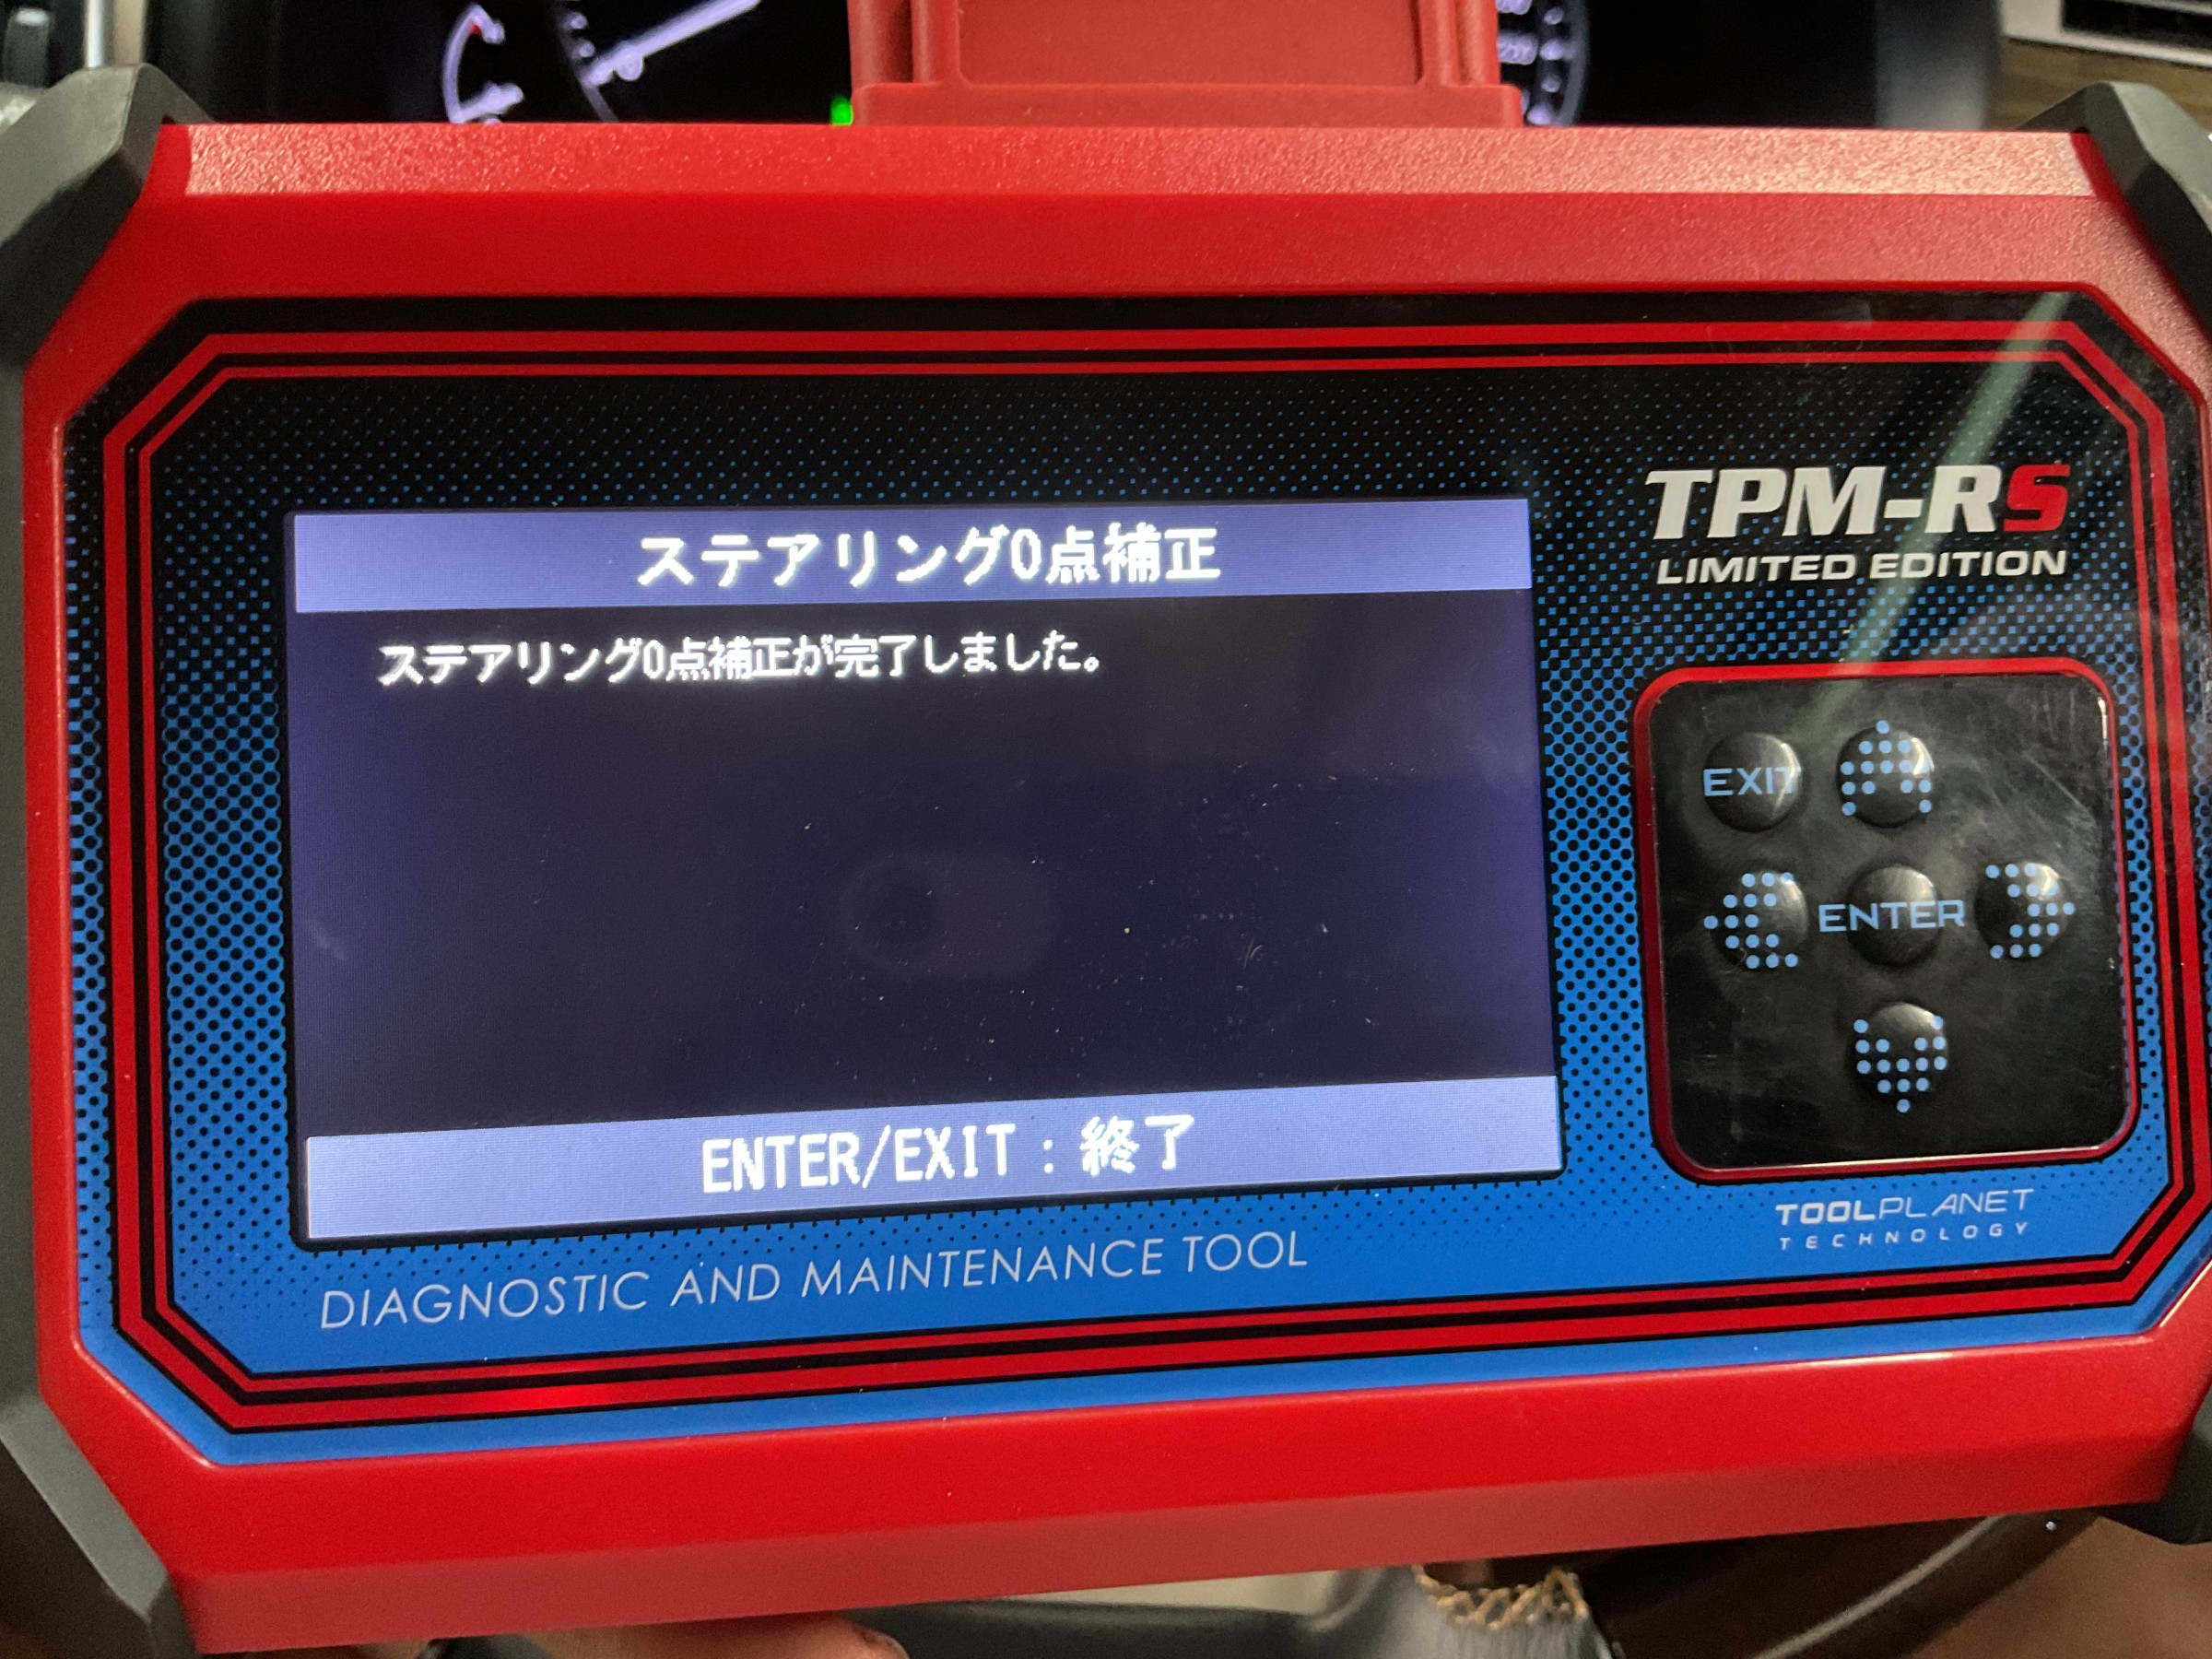 ステアリング0点補正
ステアリング0点補正が完了しました。
ENTER/EXIT : 終了
TPM-RS
LIMITED EDITION
EXIT
ENTER
TOOLPLANET
TECHNOLOGY
DIAGNOSTIC AND MAINTENANCE TOOL